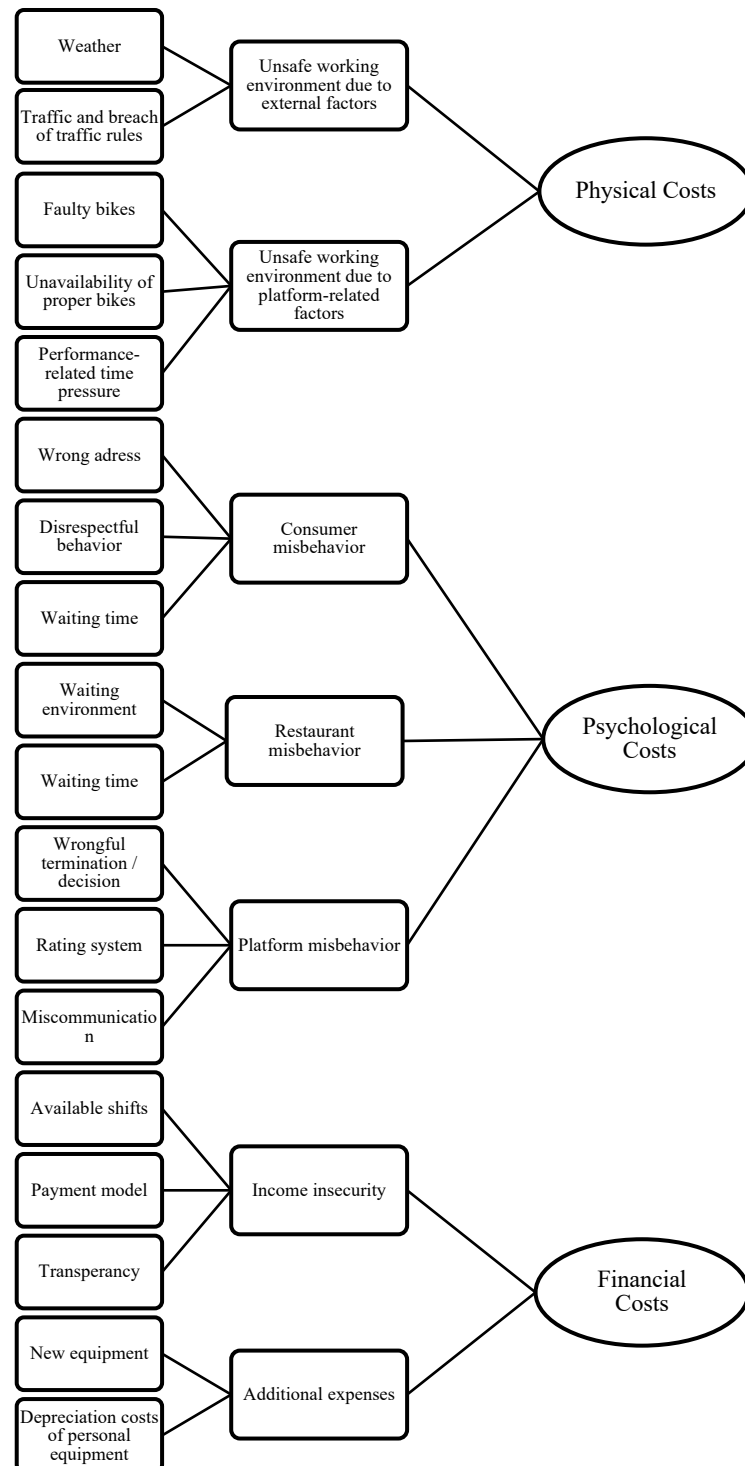 Weather
Unsafe working
environment due to
external factors
Traffic and breach
of traffic rules
Physical Costs
Faulty bikes
Unavailability of
proper bikes
Unsafe working
environment due to
platform-related
factors
Performance-
related time
pressure
Wrong adress
Disrespectful
behavior
Consumer
misbehavior
Waiting time
Waiting
environment
Restaurant
misbehavior
Psychological
Costs
Waiting time
Wrongful
termination /
decision
Rating system
Platform misbehavior
Miscommunicatio
n
Available shifts
Payment model
Income insecurity
Transperancy
Financial
Costs
New equipment
Additional expenses
Depreciation costs
of personal
equipment